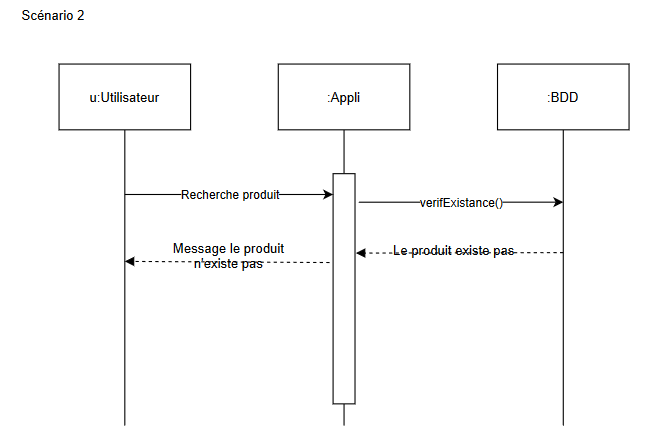 Scénario 2
u:Utilisateur
:Appli
:BDD
Recherche produit
verifExistance()
Message le produit
n'existe pas
Le produit existe pas